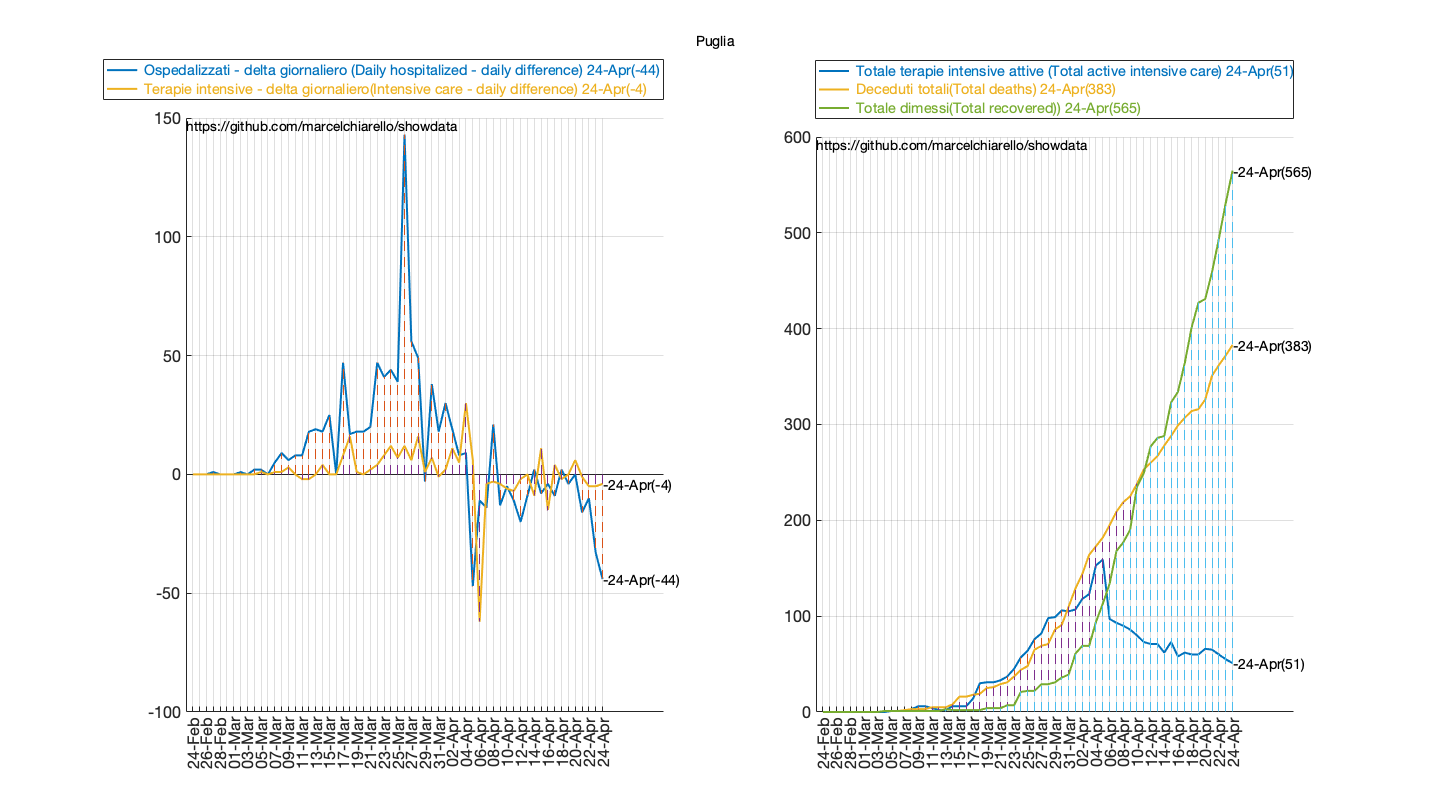 Puglia
Ospedalizzati - delta giornaliero (Daily hospitalized - daily difference) 24-Apr(-44)
Terapie intensive - delta giornaliero(Intensive care - daily difference) 24-Apr(-4)
https://github.com/marcelchiarello/showdata
150
100
50
0
-50
-100
-24-Apr(-4)
-24-Apr(-44)
24-Feb
26-Feb
28-Feb
01-Mar
03-Mar
05-Mar
07-Mar
09-Mar
11-Mar
13-Mar
15-Mar
17-Mar
19-Mar
21-Mar
23-Mar
25-Mar
27-Mar
29-Mar
31-Mar
02-Apr
04-Apr
06-Apr
08-Apr
10-Apr
12-Apr
14-Apr
16-Apr
18-Apr
20-Apr
22-Apr
24-Apr
Totale terapie intensive attive (Total active intensive care) 24-Apr(51)
Deceduti totali(Total deaths) 24-Apr(383)
Totale dimessi(Total recovered)) 24-Apr(565)
https://github.com/marcelchiarello/showdata
600
500
400
300
200
100
0
-24-Apr(565)
-24-Apr(383)
-24-Apr(51)
24-Feb
26-Feb
28-Feb
01-Mar
03-Mar
05-Mar
07-Mar
09-Mar
11-Mar
13-Mar
15-Mar
17-Mar
19-Mar
21-Mar
23-Mar
25-Mar
27-Mar
29-Mar
31-Mar
02-Apr
04-Apr
06-Apr
08-Apr
10-Apr
12-Apr
14-Apr
16-Apr
18-Apr
20-Apr
22-Apr
24-Apr